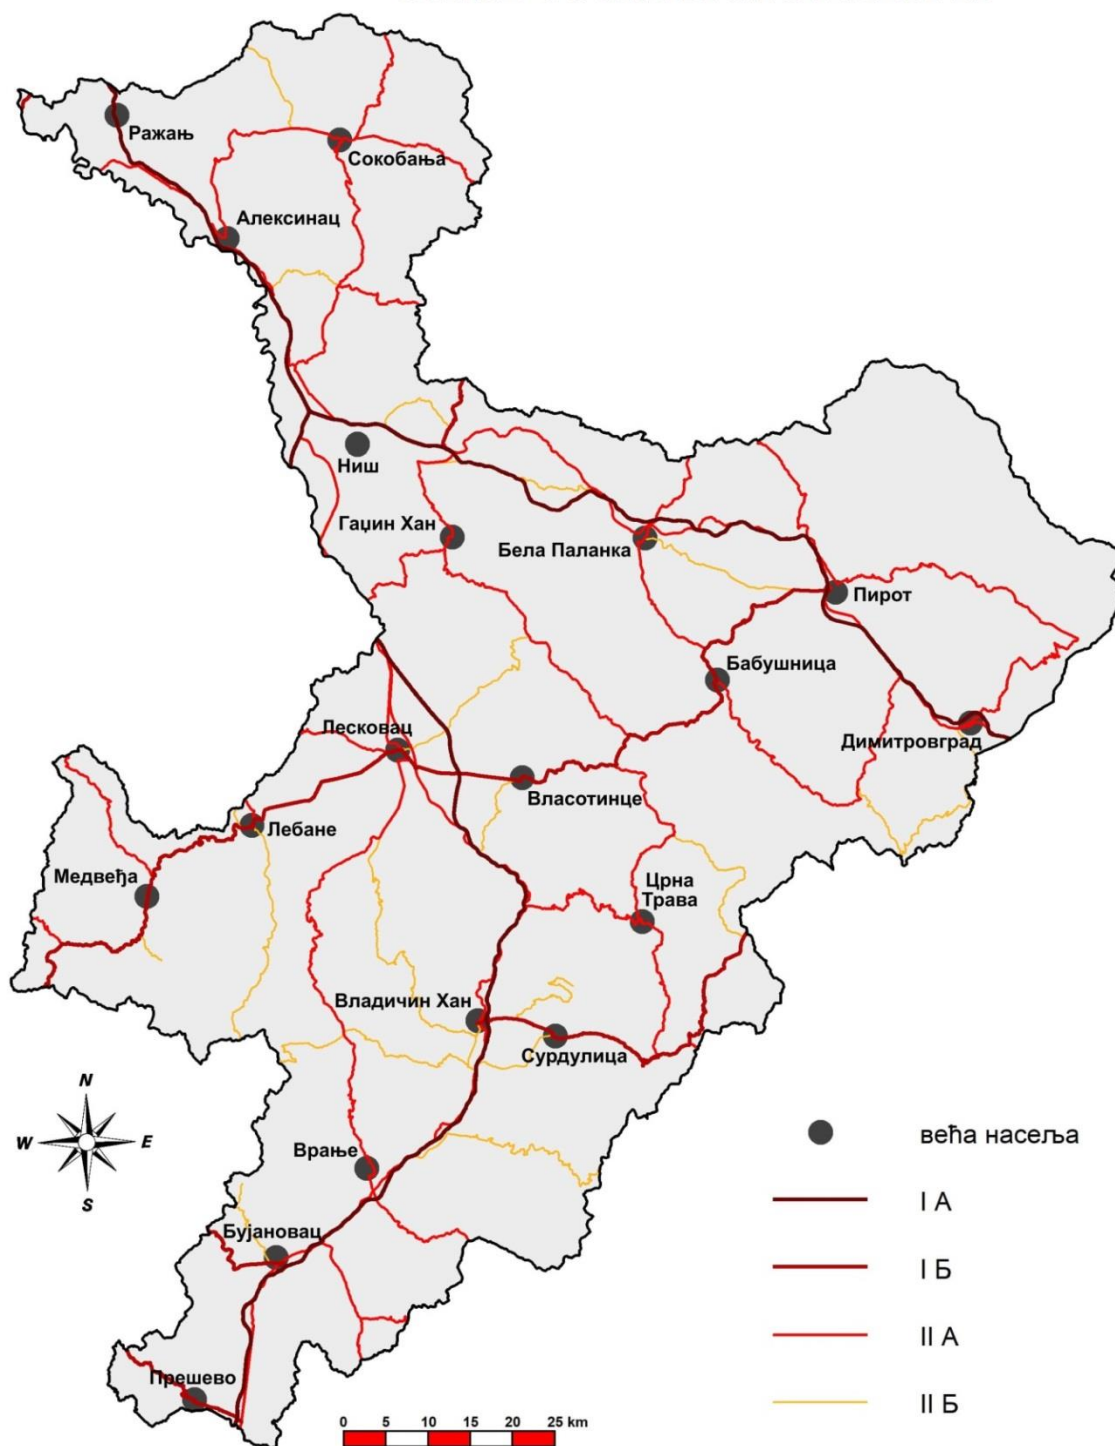 Ражањ
Сокобања
Алексинац
Ниш
Гаџин Хан
Бела Паланка
Пирот
Бабушница
Лесковац
Димитровград
Власотинце
Лебане
Медвеђа
Црна
Трава
Владичин Хан
Сурдулица
N
W
E
S
Врање
Бујановац
Прешево
већа насеља
I А
I Б
II А
II Б
0 5 10 15 20 25 km